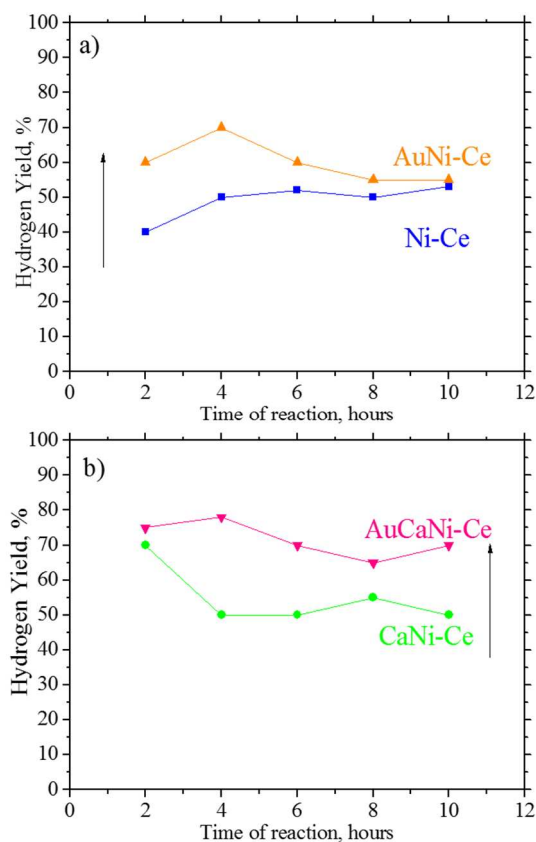 a)
100
90
80
70
60
50
40
30
20
10
0
Hydrogen Yield, %
AuNi-Ce
Ni-Ce
0 2 4 6 8 10 12
Time of reaction, hours
b)
100
90
80
70
60
50
40
30
20
10
0
Hydrogen Yield, %
AuCaNi-Ce
CaNi-Ce
0 2 4 6 8 10 12
Time of reaction, hours